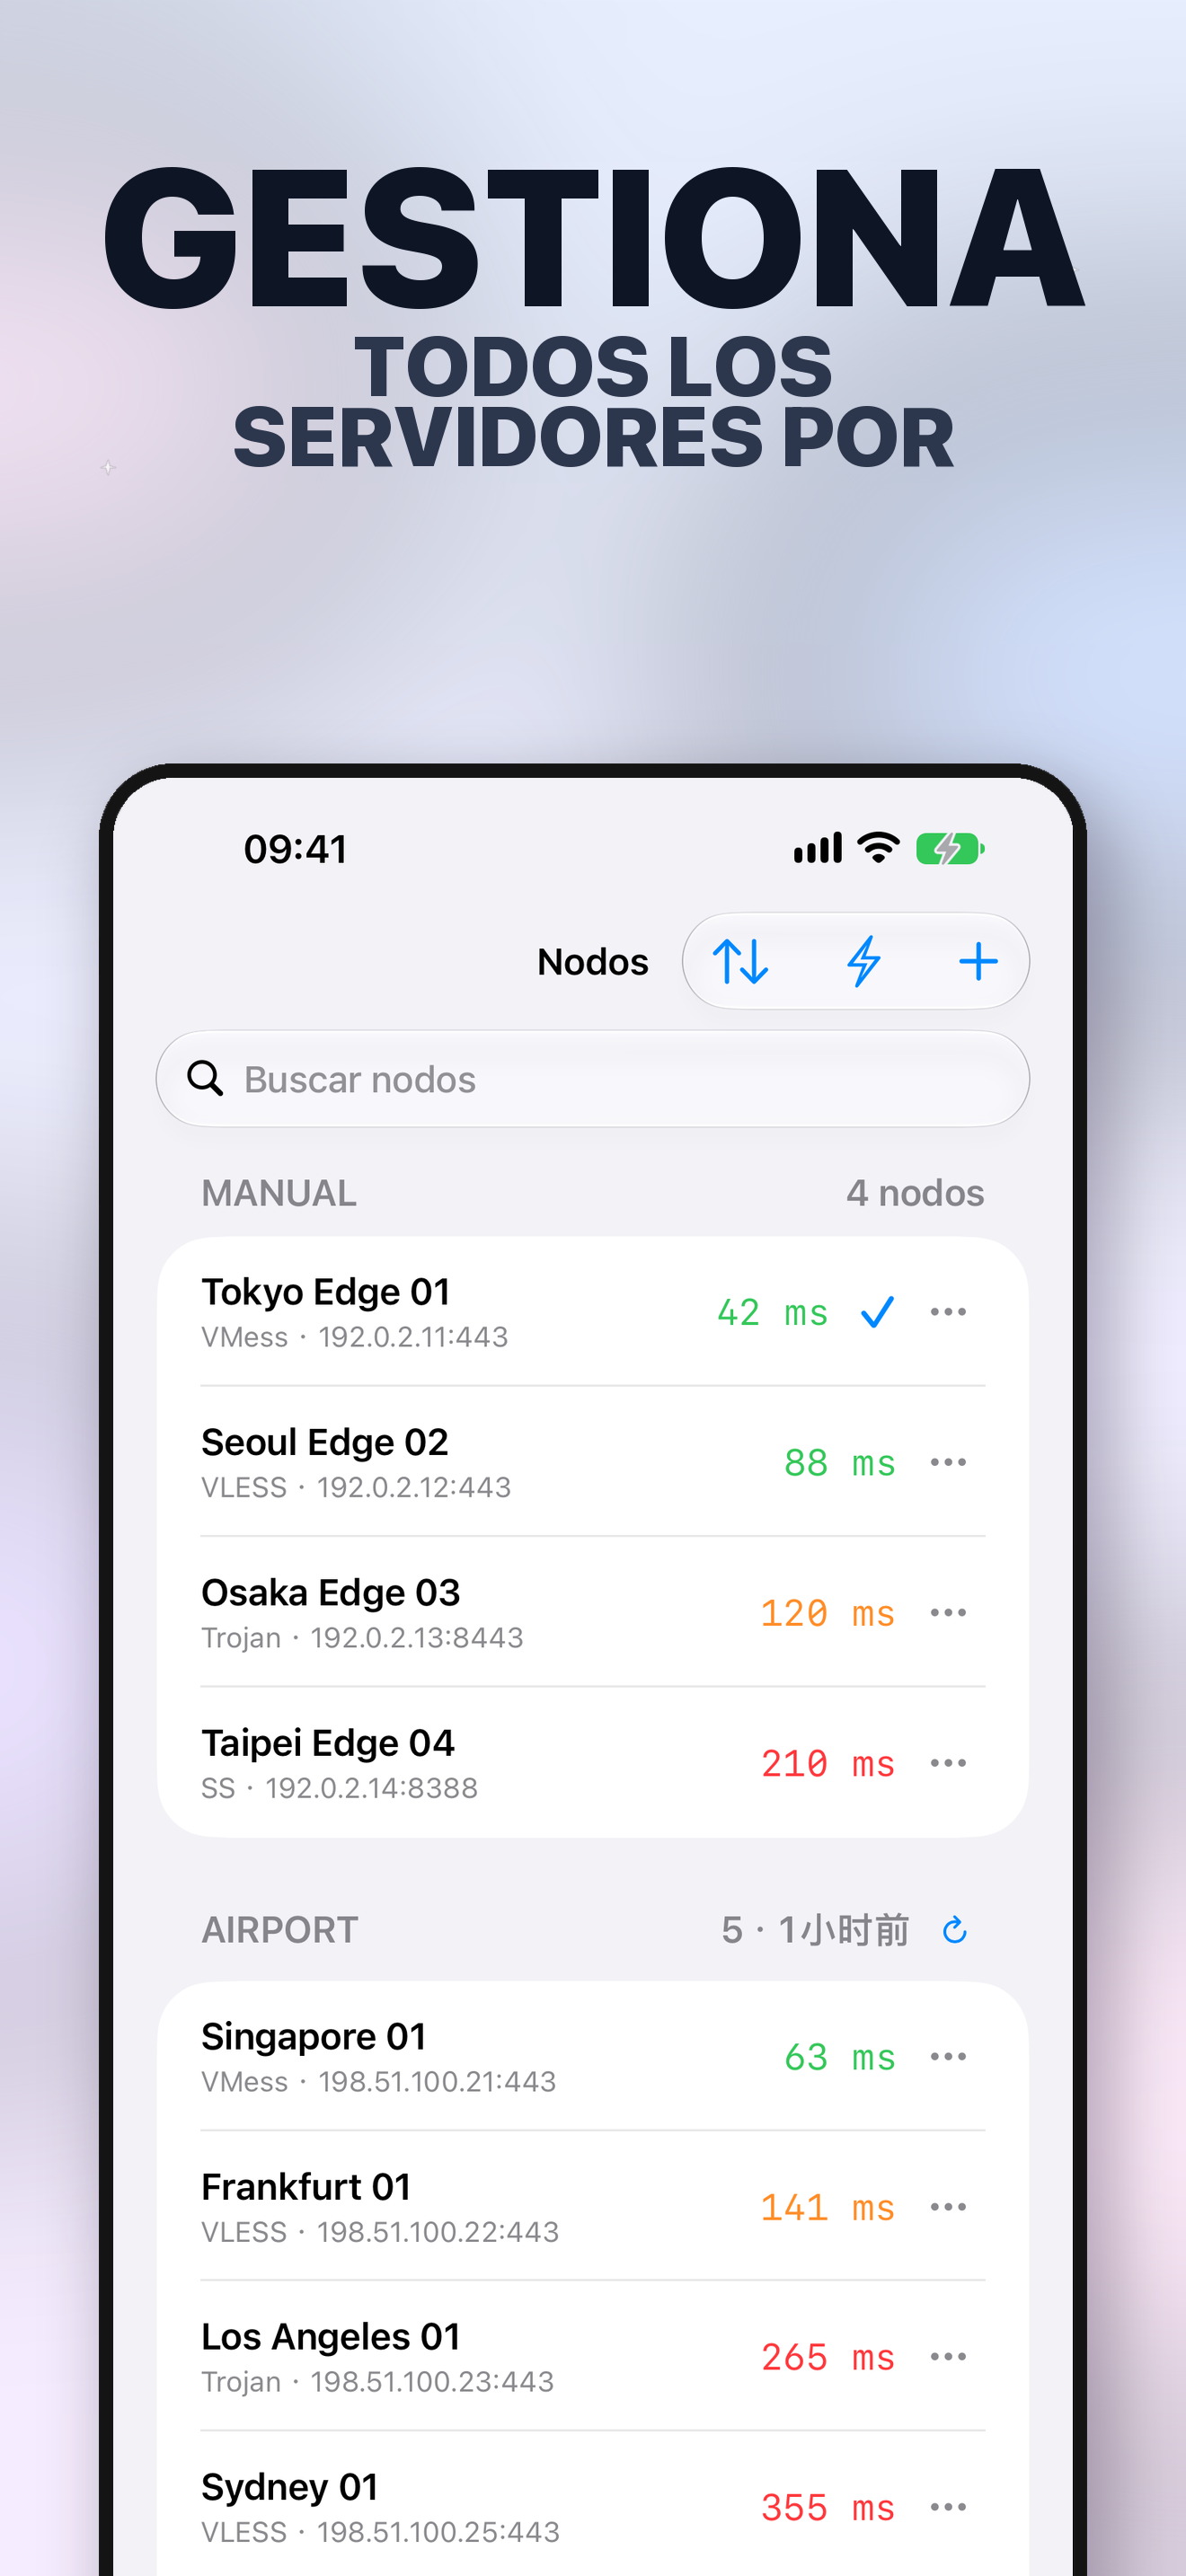 GESTIONA
TODOS LOS
SERVIDORES POR
09:41
Nodos
Buscar nodos
MANUAL 4 nodos
Tokyo Edge 01
VMess · 192.0.2.11:443
42 ms
Seoul Edge 02
VLESS · 192.0.2.12:443
88 ms
Osaka Edge 03
Trojan · 192.0.2.13:8443
120 ms
Taipei Edge 04
SS · 192.0.2.14:8388
210 ms
AIRPORT 5 · 1小时前
Singapore 01
VMess · 198.51.100.21:443
63 ms
Frankfurt 01
VLESS · 198.51.100.22:443
141 ms
Los Angeles 01
Trojan · 198.51.100.23:443
265 ms
Sydney 01
VLESS · 198.51.100.25:443
355 ms